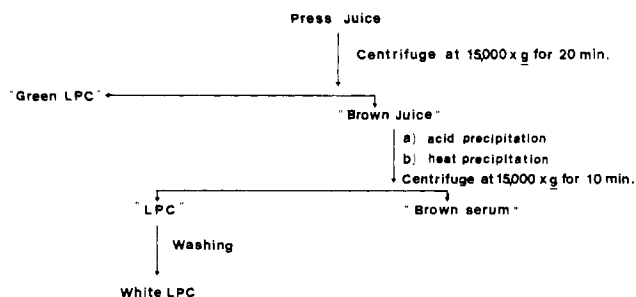 Press Juice
Centrifuge at 15,000 x g for 20 min.
"Green LPC"
"Brown Juice"
a) acid precipitation
b) heat precipitation
Centrifuge at 15,000 x g for 10 min.
"LPC"
"Brown serum"
Washing
White LPC